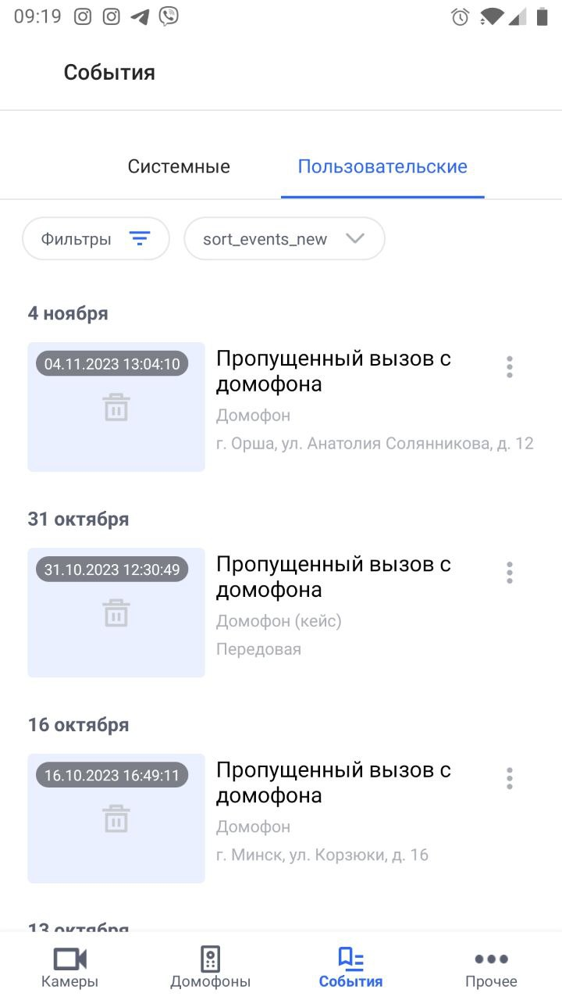 09:19
События
Системные
Пользовательские
Фильтры
sort_events_new
4 ноября
04.11.2023 13:04:10
Пропущенный вызов с
домофона
Домофон
г. Орша, ул. Анатолия Солянникова, д. 12
31 октября
31.10.2023 12:30:49
Пропущенный вызов с
домофона
Домофон (кейс)
Передовая
16 октября
16.10.2023 16:49:11
Пропущенный вызов с
домофона
Домофон
г. Минск, ул. Корзюки, д. 16
13 октября
Камеры
Домофоны
События
Прочее